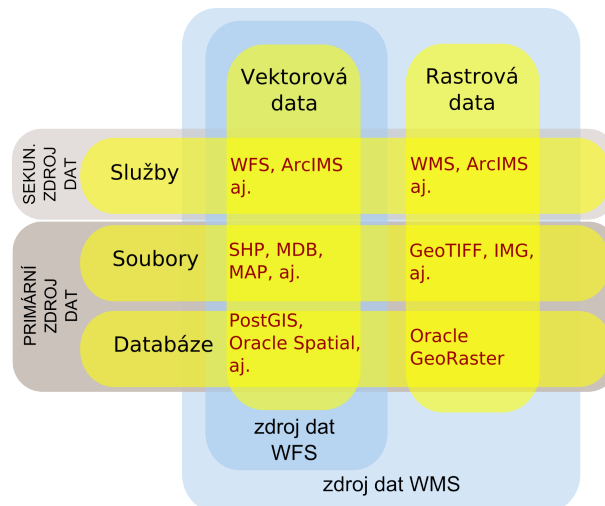 Vektorová
data
Rastrová
data
SEKUN.
ZDROJ
DAT
Služby
WFS, ArcIMS
aj.
WMS, ArcIMS
aj.
PRIMÁRNÍ
ZDROJ
DAT
Soubory
SHP, MDB,
MAP, aj.
GeoTIFF, IMG,
aj.
Databáze
PostGIS,
Oracle Spatial,
aj.
Oracle
GeoRaster
zdroj dat
WFS
zdroj dat WMS